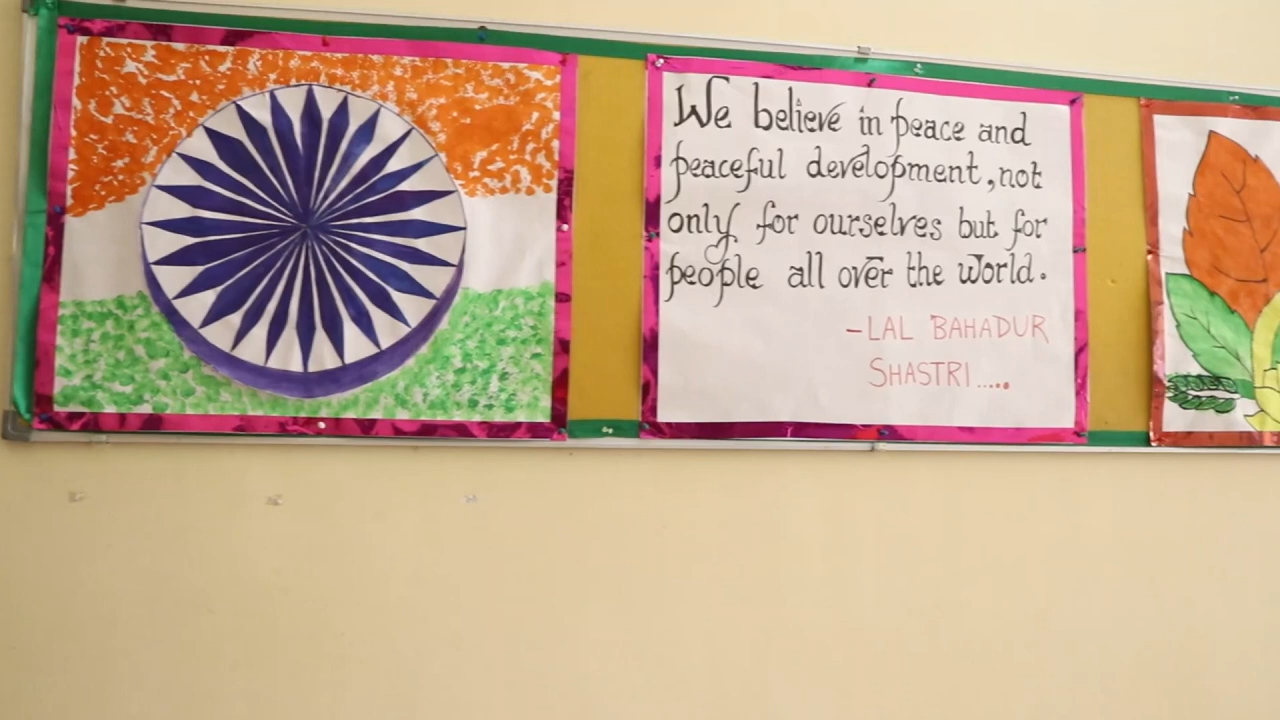 We believe in peace and
peaceful development, not
only for ourselves but for
people all over the world.
-LAL BAHADUR
SHASTRI.....